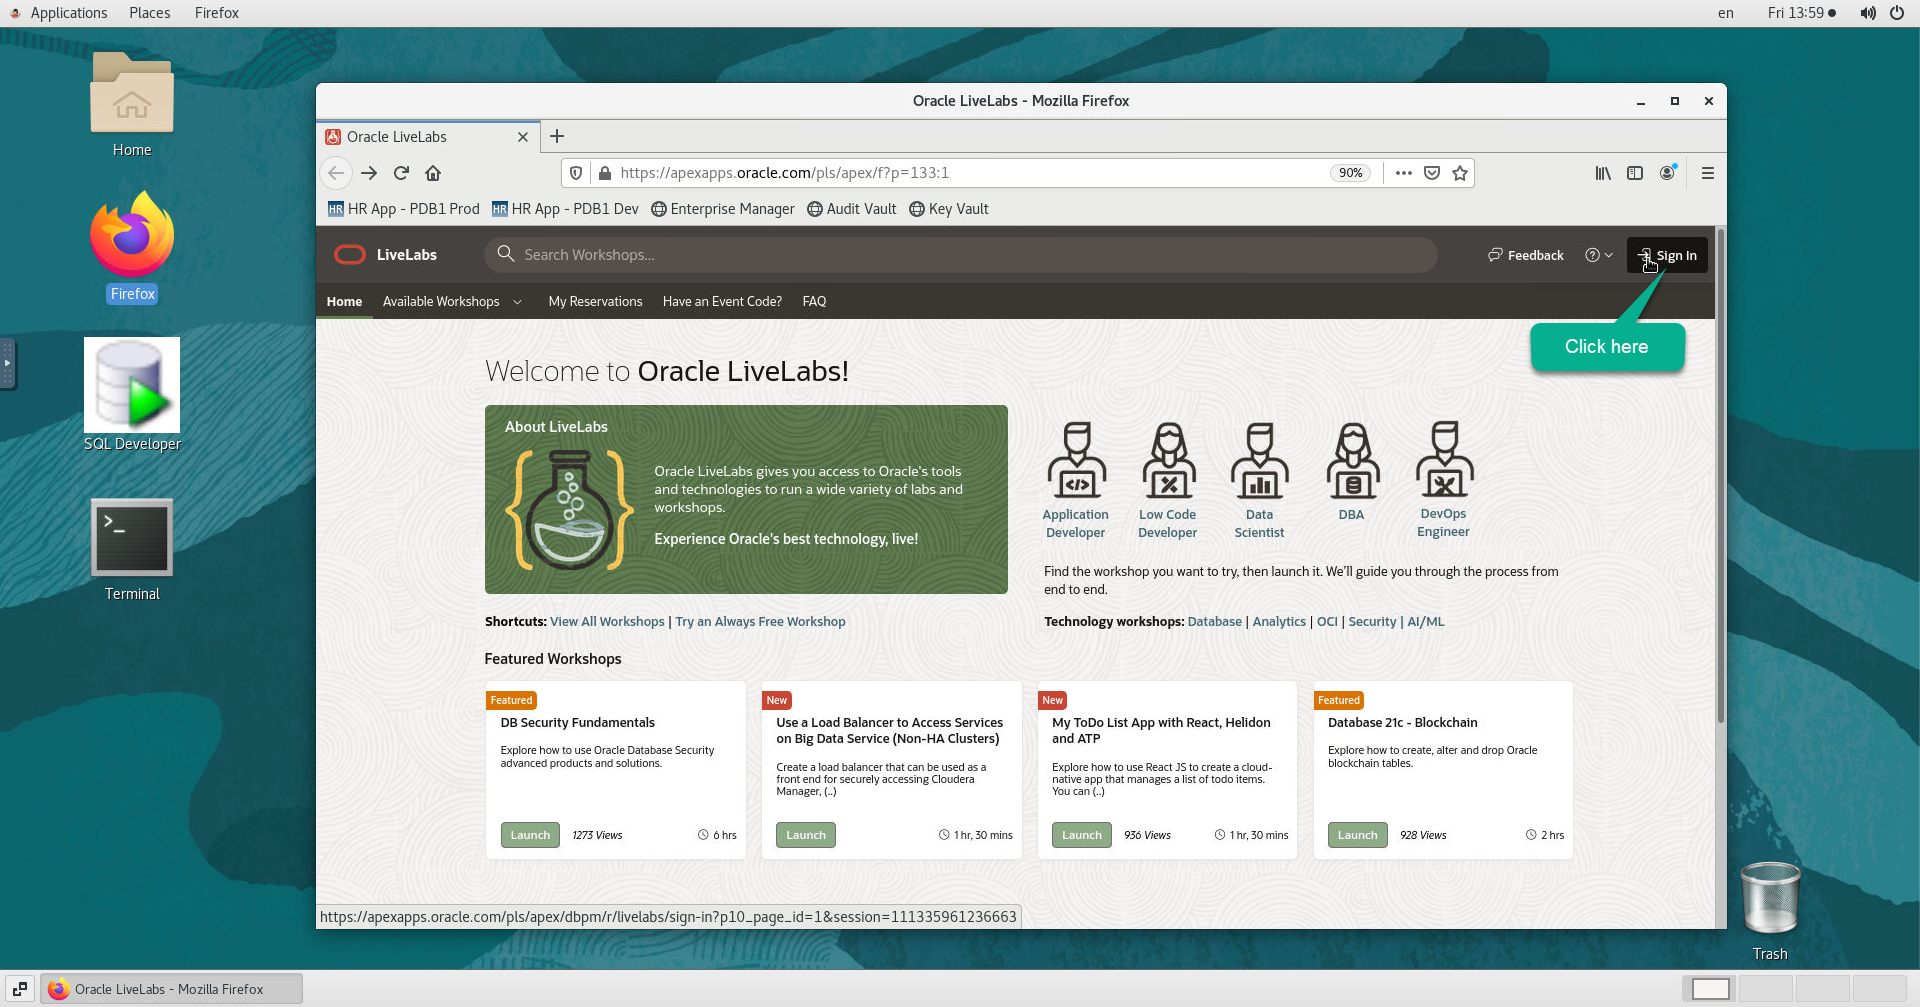 Applications Places Firefox en Fri 13:59
Home
Firefox
SQL Developer
Terminal
Oracle LiveLabs - Mozilla Firefox
Oracle LiveLabs
https://apexapps.oracle.com/pls/apex/f?p=133:1 90%
HR HR App - PDB1 Prod HR HR App - PDB1 Dev Enterprise Manager Audit Vault Key Vault
LiveLabs Search Workshops... Feedback Sign In
Home Available Workshops My Reservations Have an Event Code? FAQ
Click here
Welcome to Oracle LiveLabs!
About LiveLabs
Oracle LiveLabs gives you access to Oracle's tools
and technologies to run a wide variety of labs and
workshops.
Experience Oracle's best technology, live!
Application
Developer
Low Code
Developer
Data
Scientist
DBA
DevOps
Engineer
Find the workshop you want to try, then launch it. We'll guide you through the process from
end to end.
Shortcuts: View All Workshops | Try an Always Free Workshop
Technology workshops: Database | Analytics | OCI | Security | AI/ML
Featured Workshops
Featured
DB Security Fundamentals
Explore how to use Oracle Database Security
advanced products and solutions.
Launch 1273 Views 6 hrs
New
Use a Load Balancer to Access Services
on Big Data Service (Non-HA Clusters)
Create a load balancer that can be used as a
front end for securely accessing Cloudera
Manager, (..)
Launch 1 hr, 30 mins
New
My ToDo List App with React, Helidon
and ATP
Explore how to use React JS to create a cloud-
native app that manages a list of todo items.
You can (..)
Launch 936 Views 1 hr, 30 mins
Featured
Database 21c - Blockchain
Explore how to create, alter and drop Oracle
blockchain tables.
Launch 928 Views 2 hrs
https://apexapps.oracle.com/pls/apex/dbpm/r/livelabs/sign-in?p10_page_id=1&session=111335961236663
Trash
Oracle LiveLabs - Mozilla Firefox